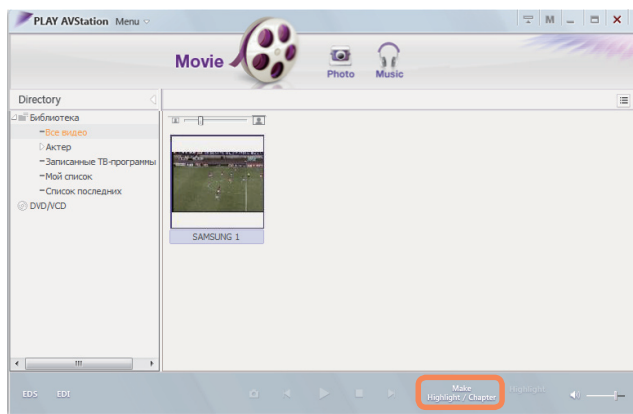 PLAY AVStation Menu
M
Movie
Photo
Music
Directory
Библиотека
Все видео
Актер
Записанные ТВ-программы
Мой список
Список последних
DVD/VCD
SAMSUNG 1
EDS EDI
Make
Highlight / Chapter
Highlight